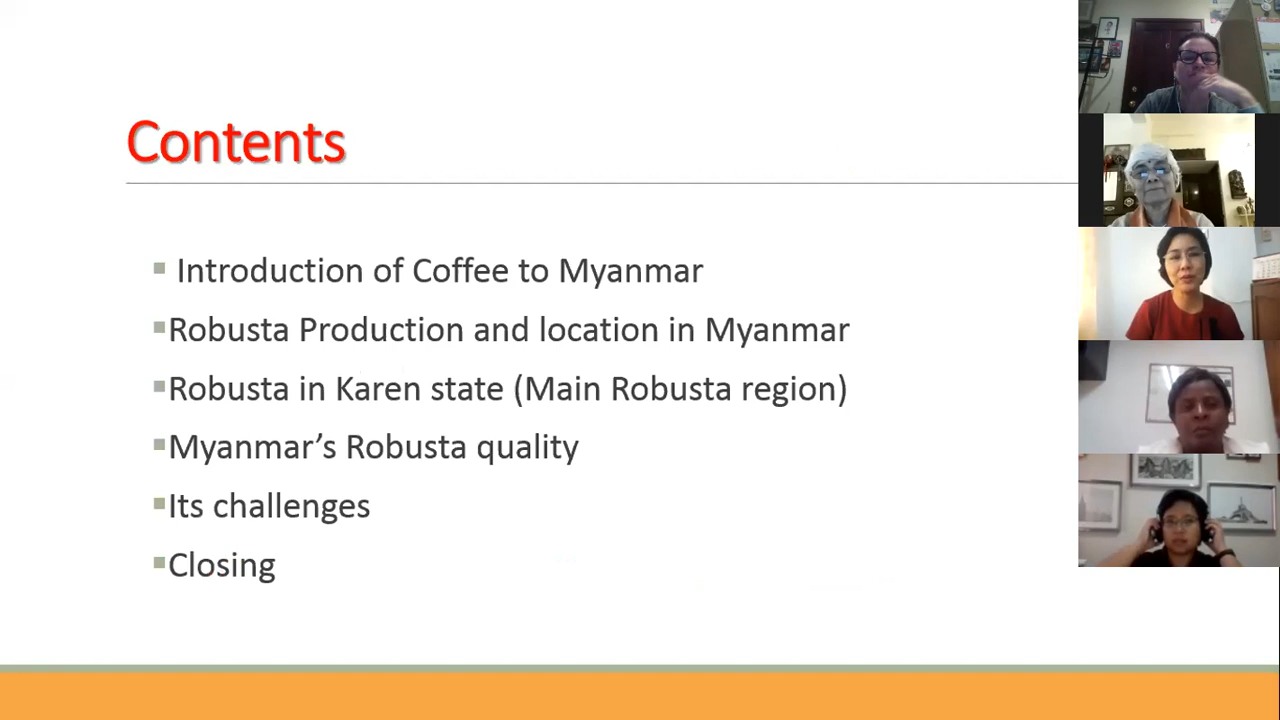 Contents
Introduction of Coffee to Myanmar
Robusta Production and location in Myanmar
Robusta in Karen state (Main Robusta region)
Myanmar’s Robusta quality
Its challenges
Closing